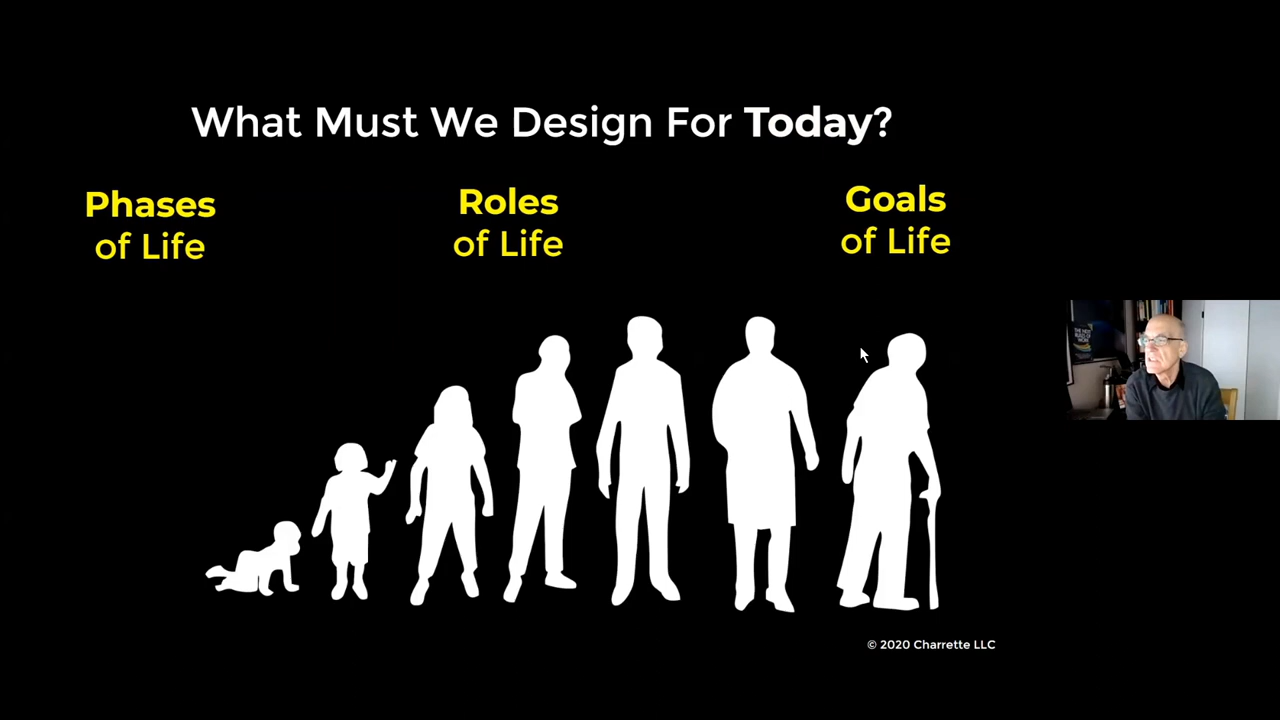 What Must We Design For Today?
Phases
of Life
Roles
of Life
Goals
of Life
© 2020 Charrette LLC